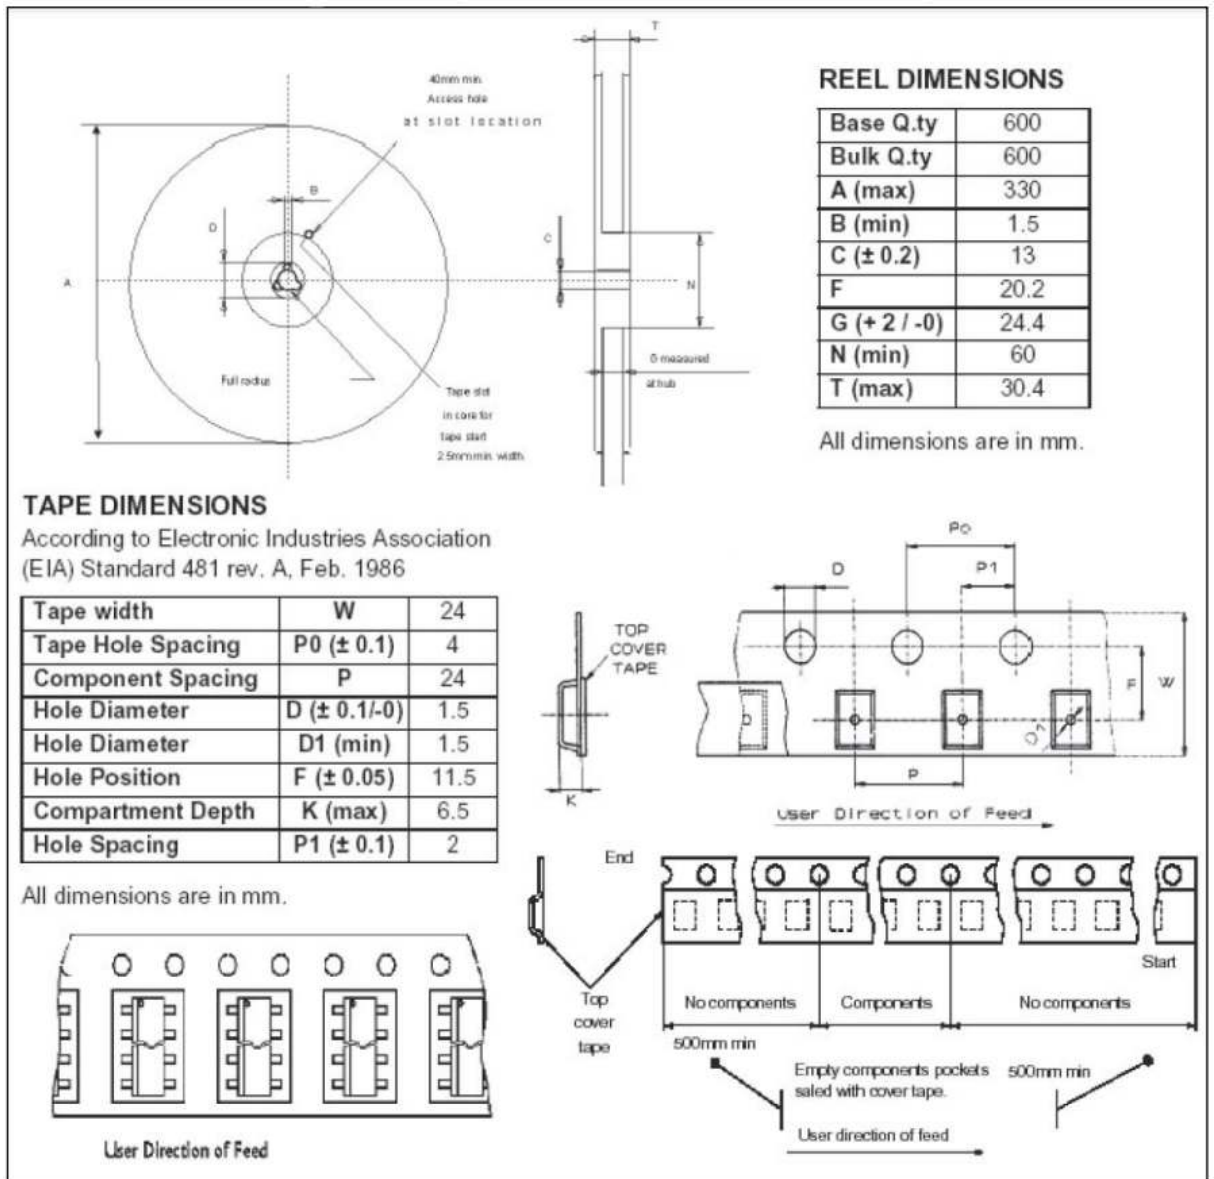 T
40mm min.
Access hole
at slot location
B
D
C
A
N
Full radius
G measured
at hub
Tape slot
in core for
tape start
2.5mm min. width.
REEL DIMENSIONS
Base Q.ty 600
Bulk Q.ty 600
A (max) 330
B (min) 1.5
C (± 0.2) 13
F 20.2
G (+ 2 / -0) 24.4
N (min) 60
T (max) 30.4
All dimensions are in mm.
TAPE DIMENSIONS
According to Electronic Industries Association
(EIA) Standard 481 rev. A, Feb. 1986
Tape width W 24
Tape Hole Spacing P0 (± 0.1) 4
Component Spacing P 24
Hole Diameter D (± 0.1/-0) 1.5
Hole Diameter D1 (min) 1.5
Hole Position F (± 0.05) 11.5
Compartment Depth K (max) 6.5
Hole Spacing P1 (± 0.1) 2
All dimensions are in mm.
P0
D
P1
TOP
COVER
TAPE
F
W
D1
P
K
User Direction of Feed
End
Start
Top
cover
tape
No components
Components
No components
500mm min
Empty components pockets
saled with cover tape.
500mm min
User direction of feed
User Direction of Feed